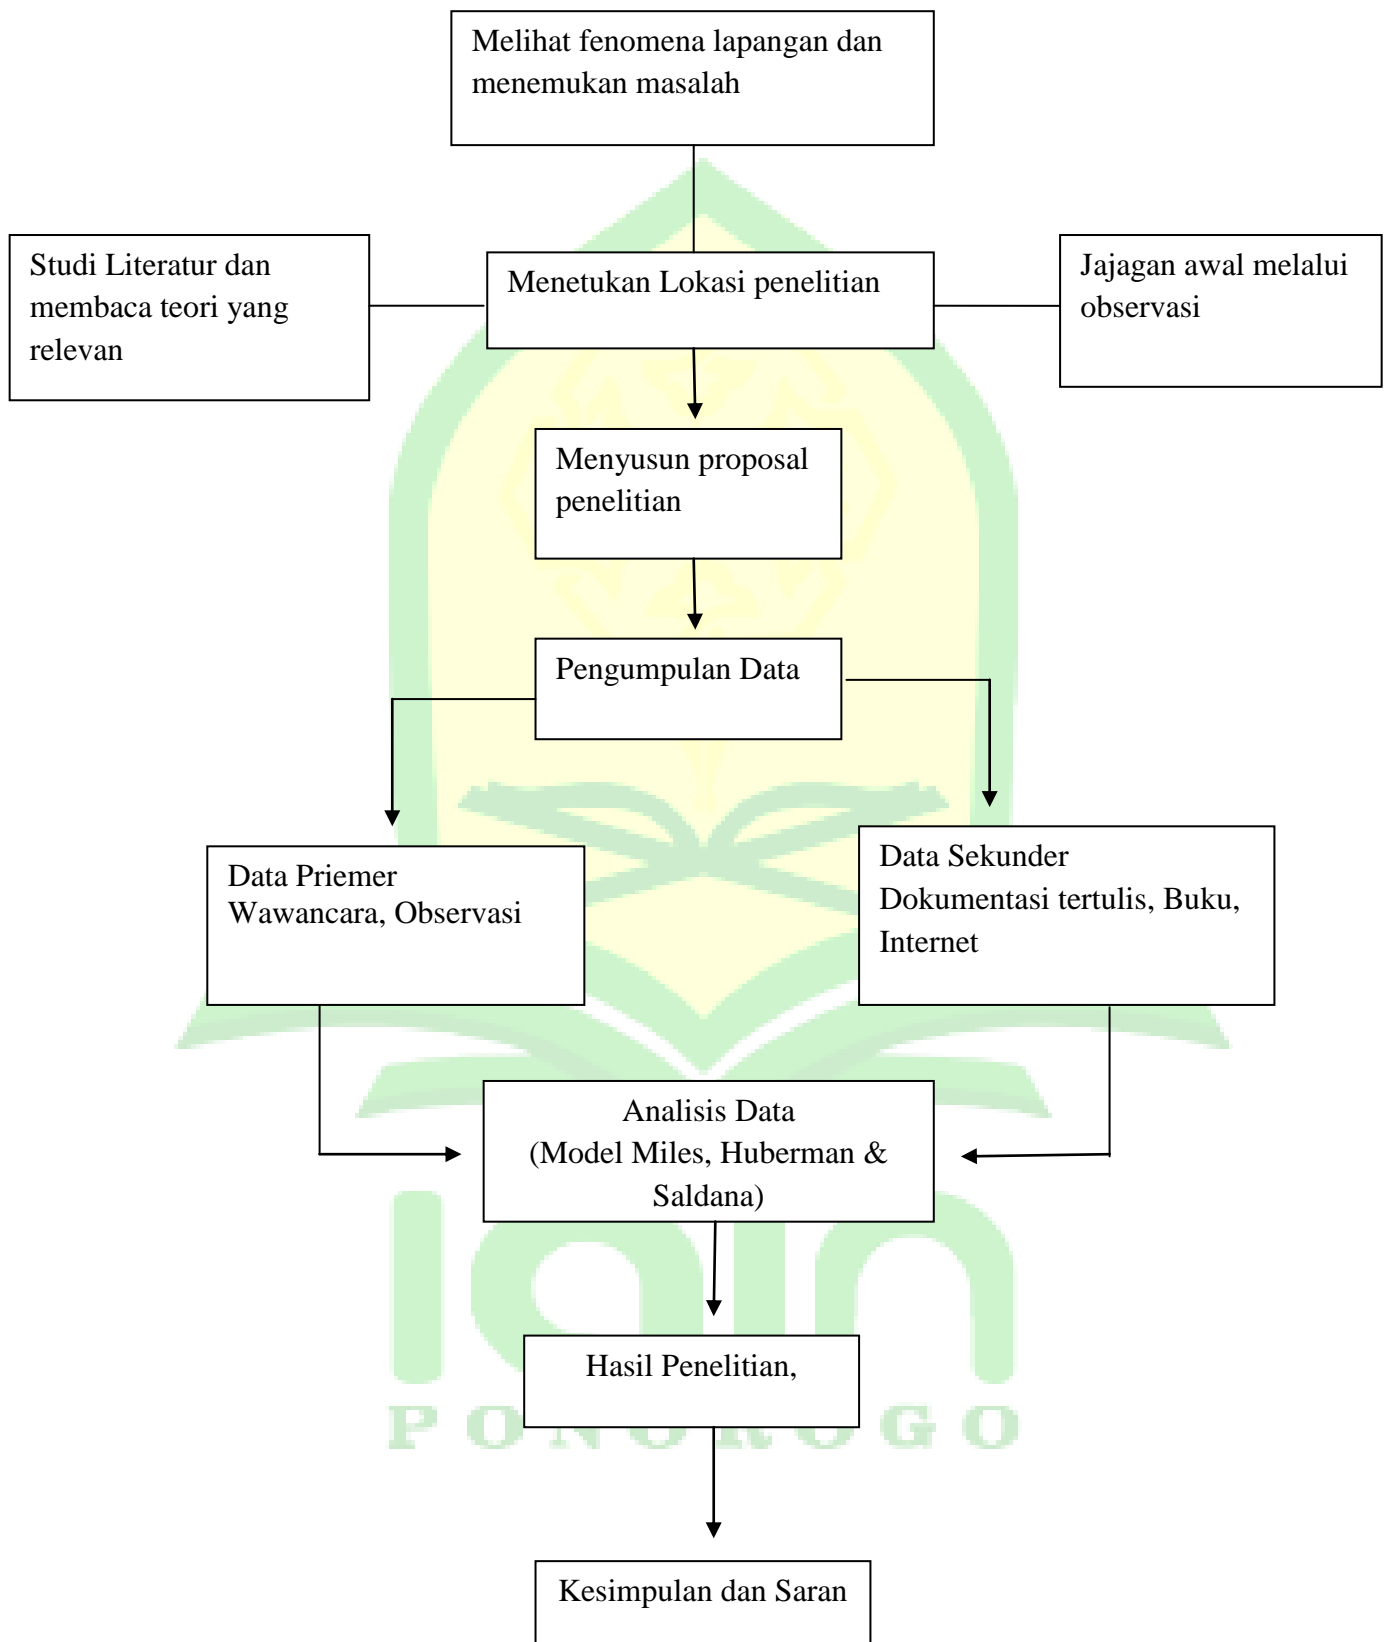 Melihat fenomena lapangan dan
menemukan masalah
Studi Literatur dan
membaca teori yang
relevan
Menetukan Lokasi penelitian
Jajagan awal melalui
observasi
Menyusun proposal
penelitian
Pengumpulan Data
Data Priemer
Wawancara, Observasi
Data Sekunder
Dokumentasi tertulis, Buku,
Internet
Analisis Data
(Model Miles, Huberman &
Saldana)
iain
Hasil Penelitian,
PONOROGO
Kesimpulan dan Saran